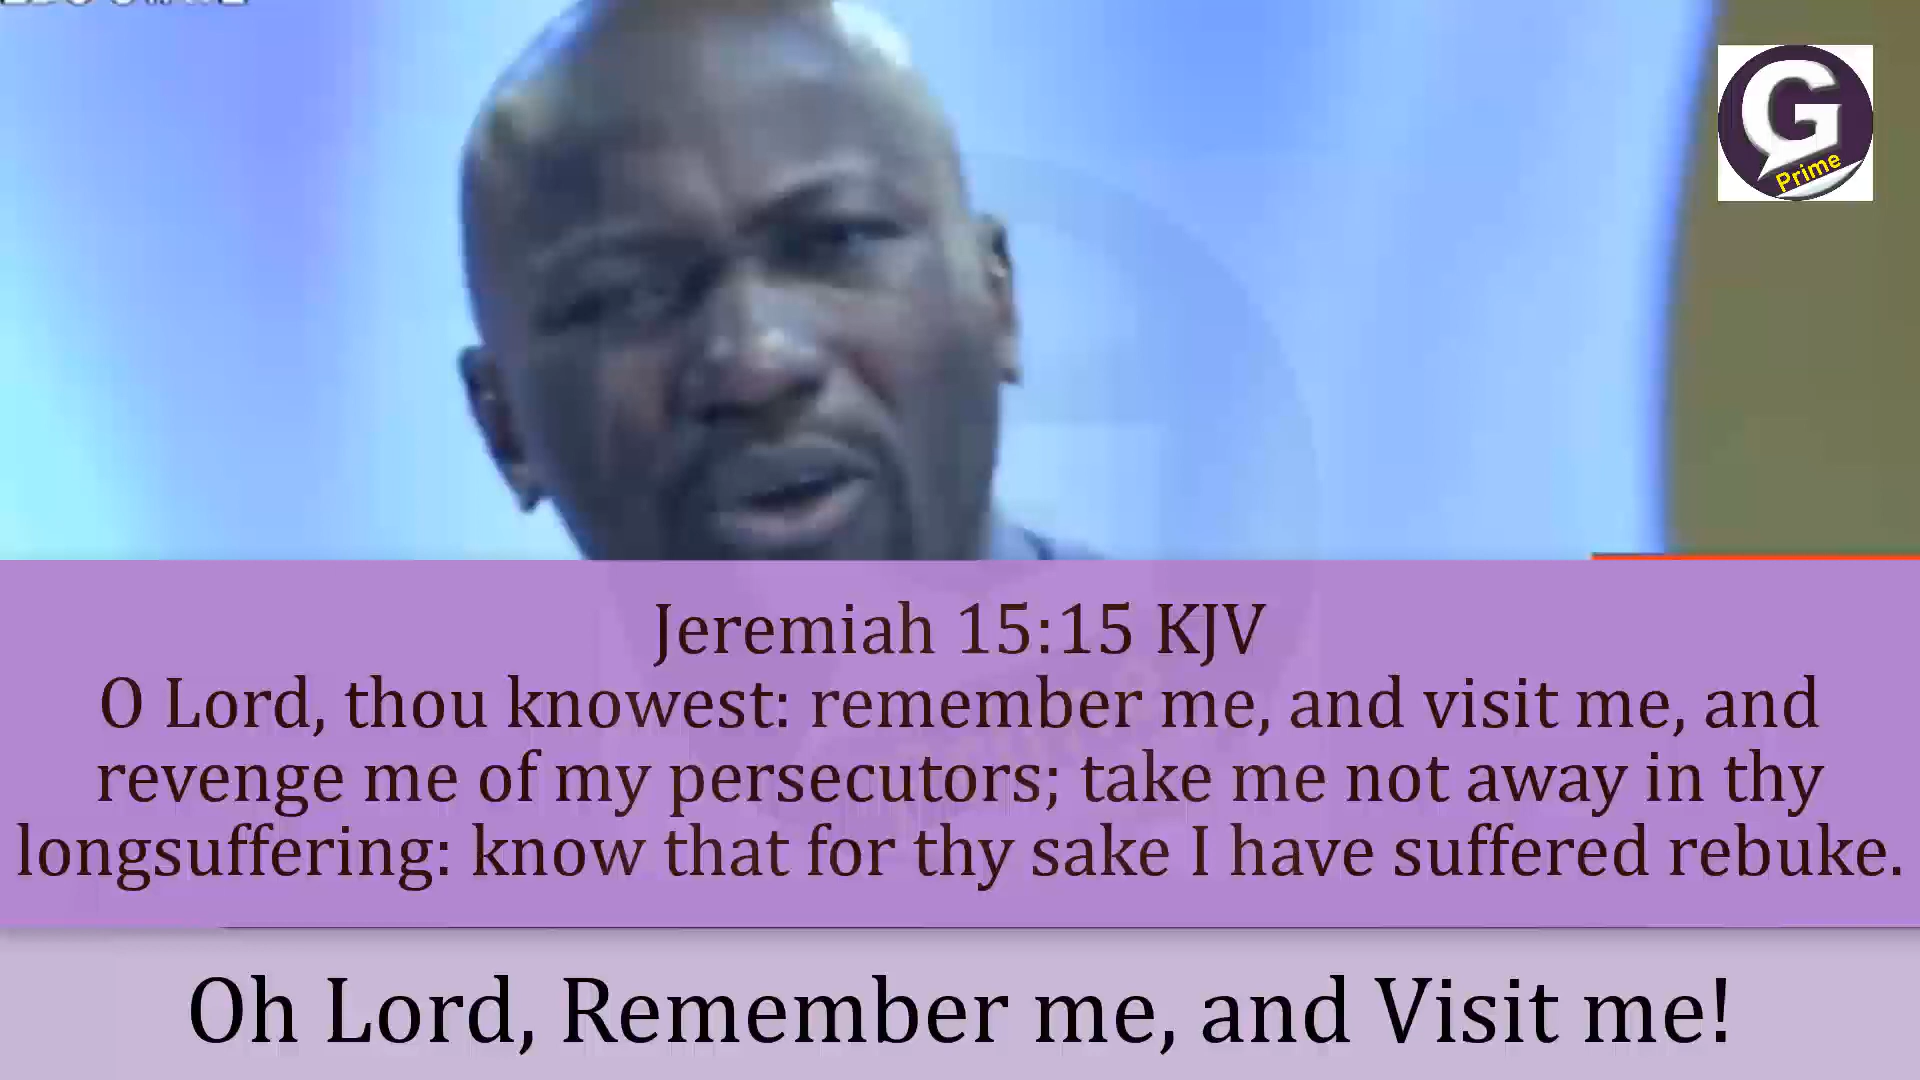 G
Prime
Jeremiah 15:15 KJV
O Lord, thou knowest: remember me, and visit me, and
revenge me of my persecutors; take me not away in thy
longsuffering: know that for thy sake I have suffered rebuke.
Oh Lord, Remember me, and Visit me!